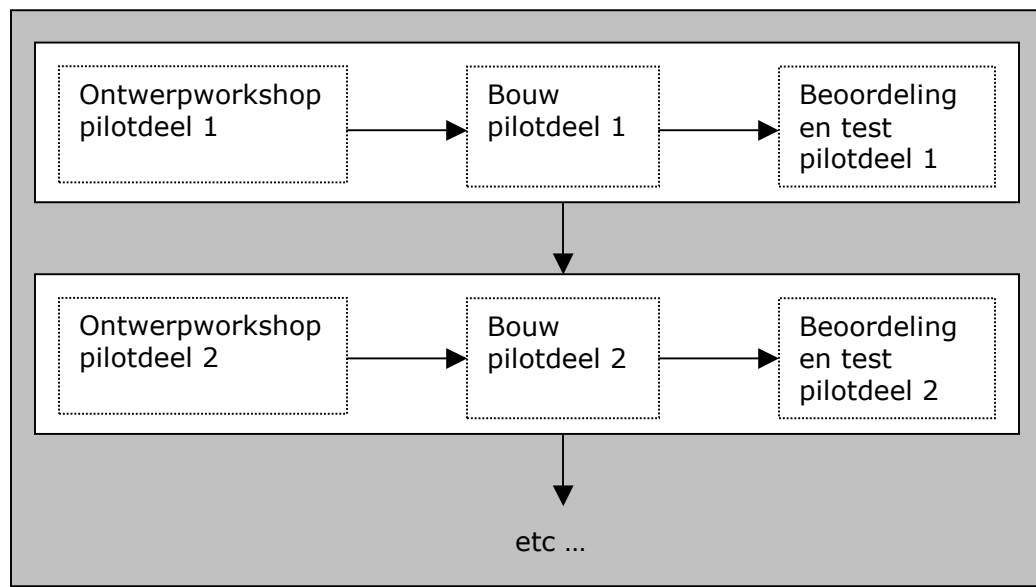 Ontwerpworkshop
pilotdeel 1
Bouw
pilotdeel 1
Beoordeling
en test
pilotdeel 1
Ontwerpworkshop
pilotdeel 2
Bouw
pilotdeel 2
Beoordeling
en test
pilotdeel 2
etc ...